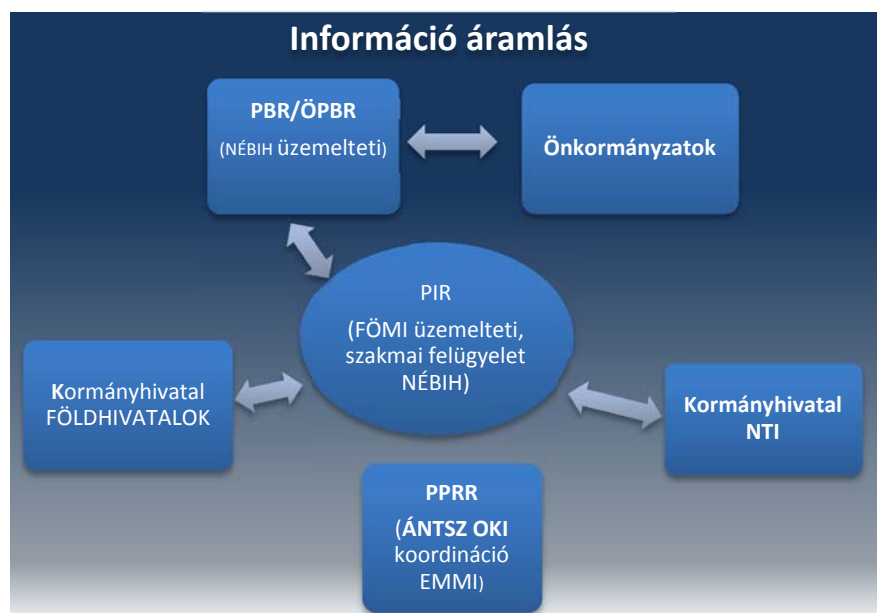 Információ áramlás
PBR/ÖPBR
(NÉBIH üzemelteti)
Önkormányzatok
PIR
(FÖMI üzemelteti,
szakmai felügyelet
NÉBIH)
Kormányhivatal
FÖLDHIVATALOK
Kormányhivatal
NTI
PPRR
(ÁNTSZ OKI
koordináció
EMMI)